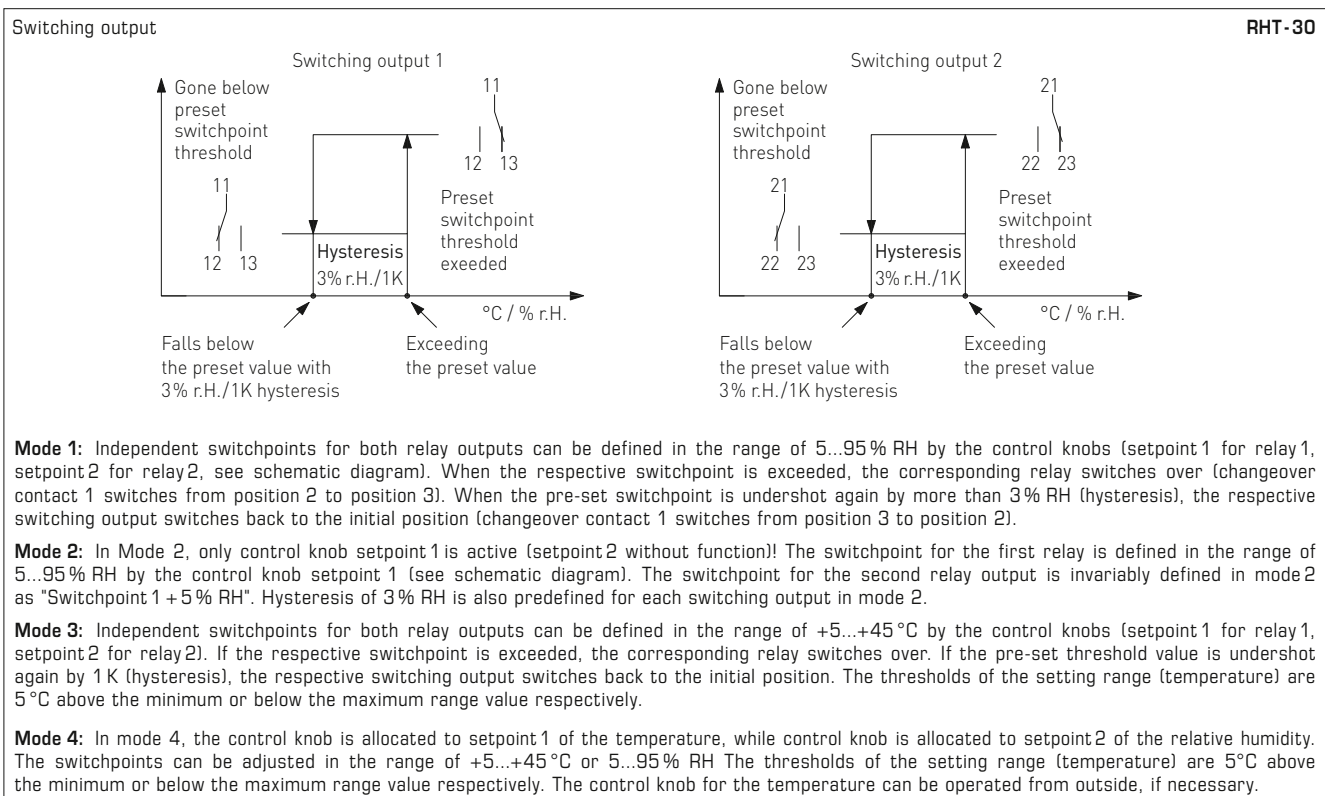 Switching output
RHT-30
Switching output 1
Gone below
preset
switchpoint
threshold
11
12 13
11
12 13
Preset
switchpoint
threshold
exeeded
Hysteresis
3% r.H./1K
°C / % r.H.
Falls below
the preset value with
3% r.H./1K hysteresis
Exceeding
the preset value
Switching output 2
Gone below
preset
switchpoint
threshold
21
22 23
21
22 23
Preset
switchpoint
threshold
exeeded
Hysteresis
3% r.H./1K
°C / % r.H.
Falls below
the preset value with
3% r.H./1K hysteresis
Exceeding
the preset value
Mode 1: Independent switchpoints for both relay outputs can be defined in the range of 5...95 % RH by the control knobs (setpoint 1 for relay 1,
setpoint 2 for relay 2, see schematic diagram). When the respective switchpoint is exceeded, the corresponding relay switches over (changeover
contact 1 switches from position 2 to position 3). When the pre-set switchpoint is undershot again by more than 3 % RH (hysteresis), the respective
switching output switches back to the initial position (changeover contact 1 switches from position 3 to position 2).
Mode 2: In Mode 2, only control knob setpoint 1 is active (setpoint 2 without function)! The switchpoint for the first relay is defined in the range of
5...95 % RH by the control knob setpoint 1 (see schematic diagram). The switchpoint for the second relay output is invariably defined in mode 2
as "Switchpoint 1 + 5 % RH". Hysteresis of 3 % RH is also predefined for each switching output in mode 2.
Mode 3: Independent switchpoints for both relay outputs can be defined in the range of +5...+45 °C by the control knobs (setpoint 1 for relay 1,
setpoint 2 for relay 2). If the respective switchpoint is exceeded, the corresponding relay switches over. If the pre-set threshold value is undershot
again by 1 K (hysteresis), the respective switching output switches back to the initial position. The thresholds of the setting range (temperature) are
5 °C above the minimum or below the maximum range value respectively.
Mode 4: In mode 4, the control knob is allocated to setpoint 1 of the temperature, while control knob is allocated to setpoint 2 of the relative humidity.
The switchpoints can be adjusted in the range of +5...+45 °C or 5...95 % RH The thresholds of the setting range (temperature) are 5°C above
the minimum or below the maximum range value respectively. The control knob for the temperature can be operated from outside, if necessary.